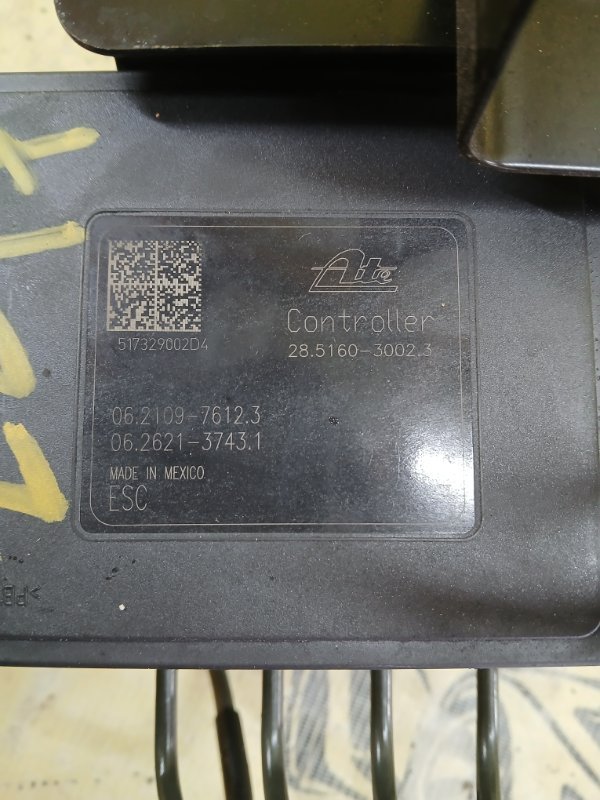 Ate
Controller
517329002D4
28.5160-3002.3
06.2109-7612.3
06.2621-3743.1
MADE IN MEXICO
ESC